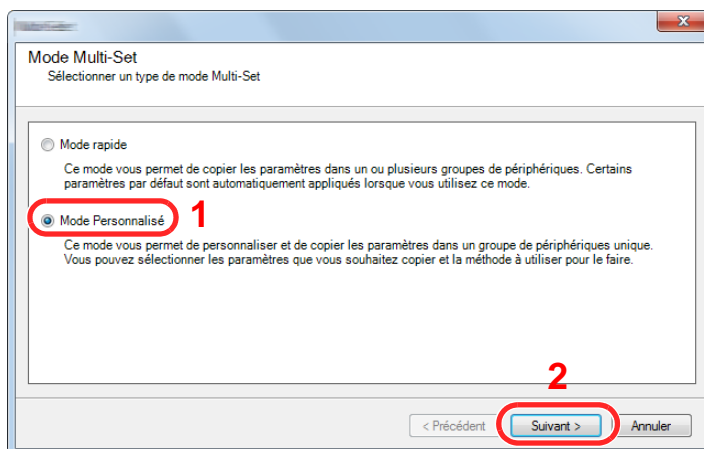 Mode Multi-Set
Sélectionner un type de mode Multi-Set
Mode rapide
Ce mode vous permet de copier les paramètres dans un ou plusieurs groupes de périphériques. Certains
paramètres par défaut sont automatiquement appliqués lorsque vous utilisez ce mode.
Mode Personnalisé
1
Ce mode vous permet de personnaliser et de copier les paramètres dans un groupe de périphériques unique.
Vous pouvez sélectionner les paramètres que vous souhaitez copier et la méthode à utiliser pour le faire.
2
< Précédent
Suivant >
Annuler